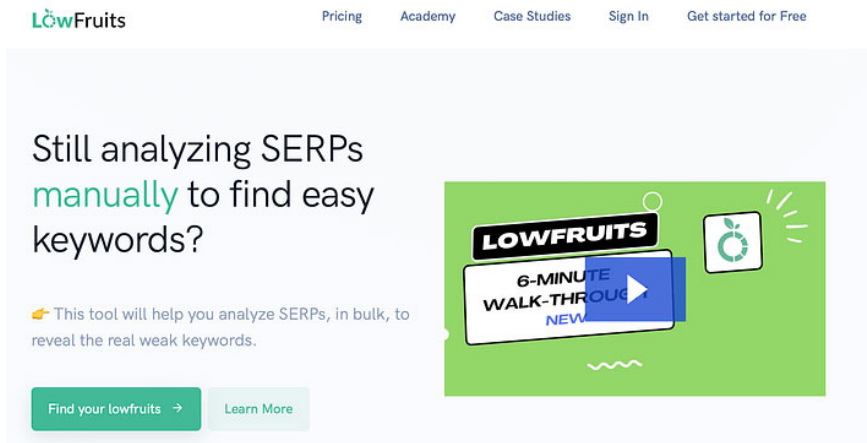 LowFruits
Pricing
Academy
Case Studies
Sign In
Get started for Free
Still analyzing SERPs
manually to find easy
keywords?
👉 This tool will help you analyze SERPs, in bulk, to
reveal the real weak keywords.
Find your lowfruits →
Learn More
LOWFRUITS
6-MINUTE
WALK-THROUGH
NEW